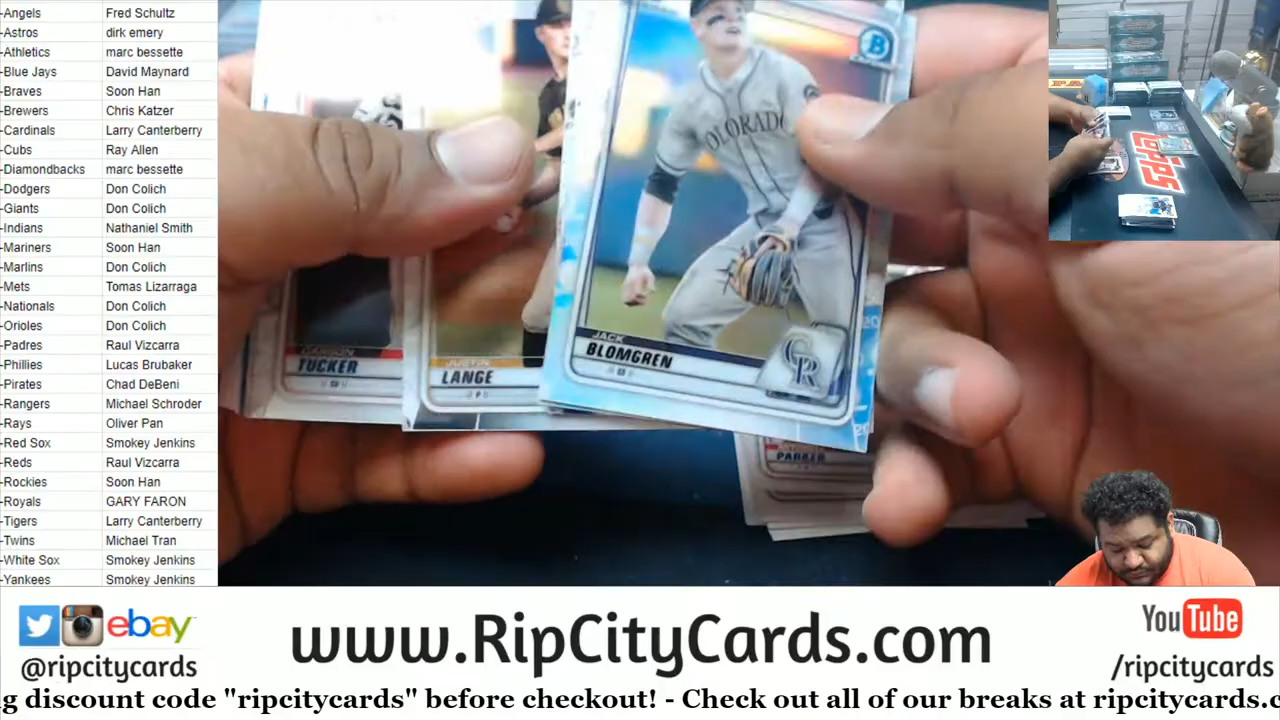 -Angels Fred Schultz
-Astros dirk emery
-Athletics marc bessette
-Blue Jays David Maynard
-Braves Soon Han
-Brewers Chris Katzer
-Cardinals Larry Canterberry
-Cubs Ray Allen
-Diamondbacks marc bessette
-Dodgers Don Colich
-Giants Don Colich
-Indians Nathaniel Smith
-Mariners Soon Han
-Marlins Don Colich
-Mets Tomas Lizarraga
-Nationals Don Colich
-Orioles Don Colich
-Padres Raul Vizcarra
-Phillies Lucas Brubaker
-Pirates Chad DeBeni
-Rangers Michael Schroder
-Rays Oliver Pan
-Red Sox Smokey Jenkins
-Reds Raul Vizcarra
-Rockies Soon Han
-Royals GARY FARON
-Tigers Larry Canterberry
-Twins Michael Tran
-White Sox Smokey Jenkins
-Yankees Smokey Jenkins
B
COLORADO
JACK
BLOMGREN
CR
JUSTIN
LANGE
TUCKER
PARKER
Topps
ebay
@ripcitycards
www.RipCityCards.com
YouTube
/ripcitycards
g discount code "ripcitycards" before checkout! - Check out all of our breaks at ripcitycards.c